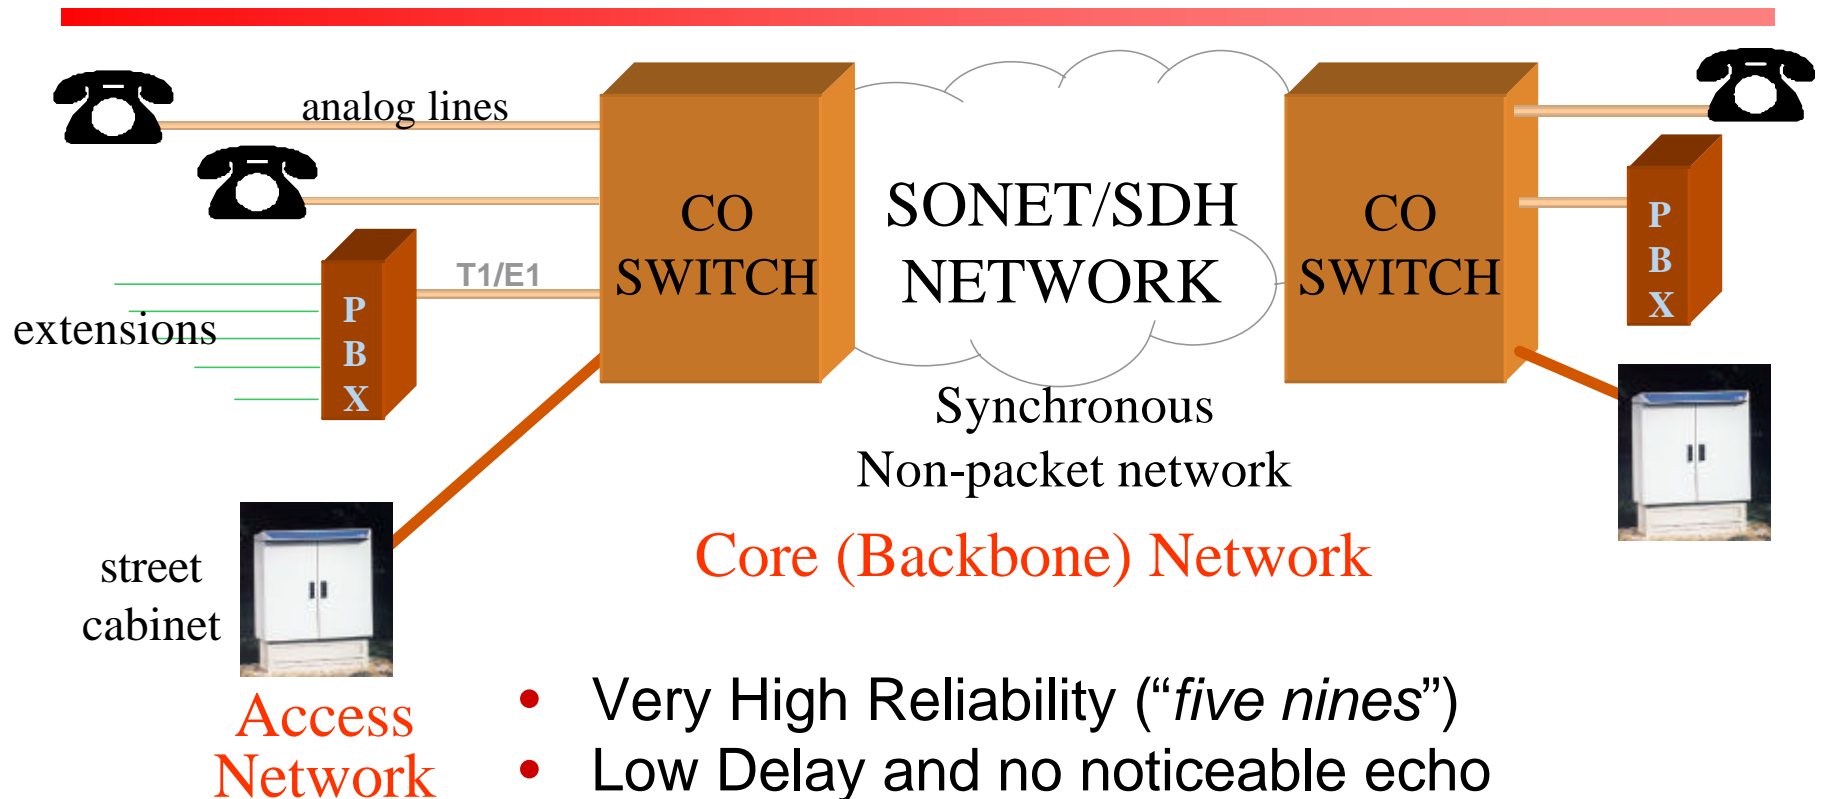 analog lines
CO
SWITCH
SONET/SDH
NETWORK
CO
SWITCH
P
B
X
T1/E1
extensions
P
B
X
Synchronous
Non-packet network
Core (Backbone) Network
street
cabinet
Access
Network
• Very High Reliability (“five nines”)
• Low Delay and no noticeable echo